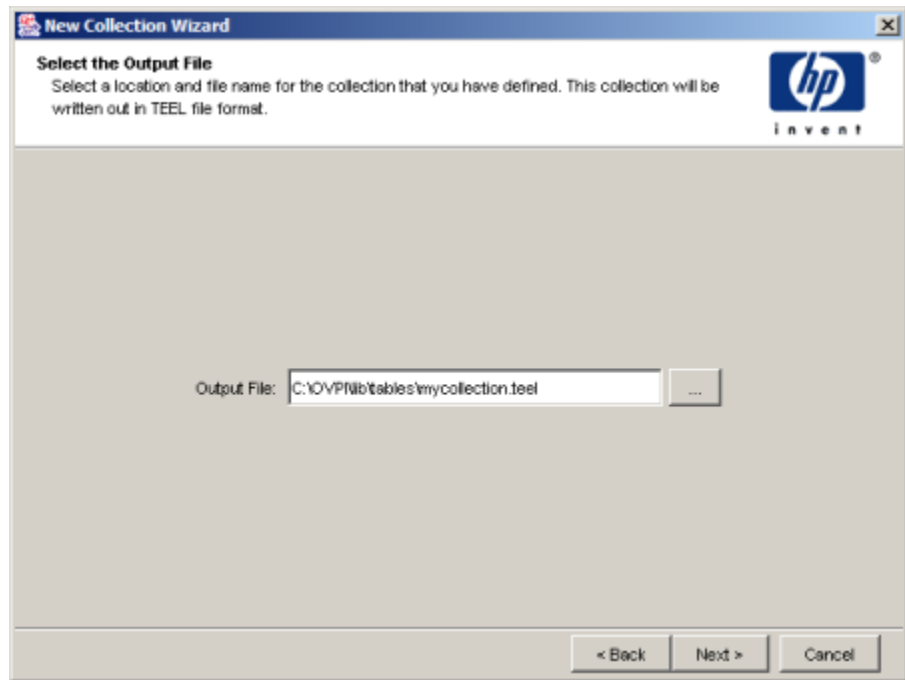 New Collection Wizard
Select the Output File
Select a location and file name for the collection that you have defined. This collection will be
written out in TEEL file format.
hp
®
invent
Output File: C:\OVPI\lib\tables\mycollection.teel ...
< Back Next > Cancel